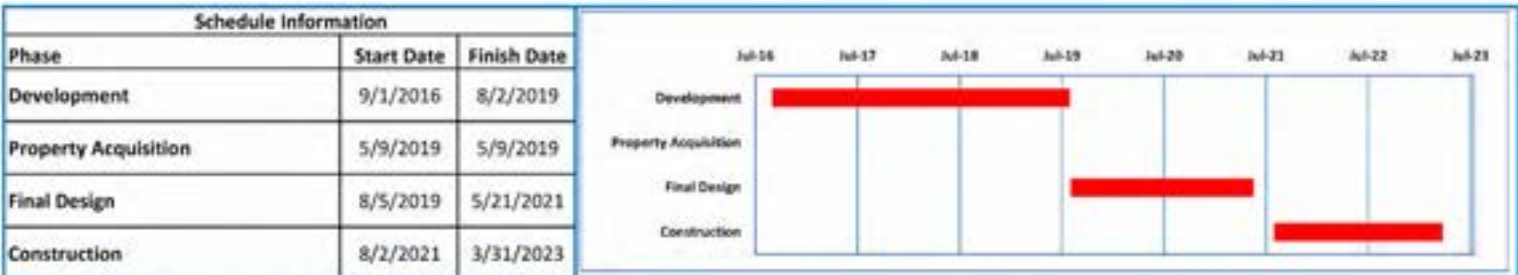 Schedule Information
Phase Start Date Finish Date
Development 9/1/2016 8/2/2019
Property Acquisition 5/9/2019 5/9/2019
Final Design 8/5/2019 5/21/2021
Construction 8/2/2021 3/31/2023
Jul-16 Jul-17 Jul-18 Jul-19 Jul-20 Jul-21 Jul-22 Jul-23
Development
Property Acquisition
Final Design
Construction